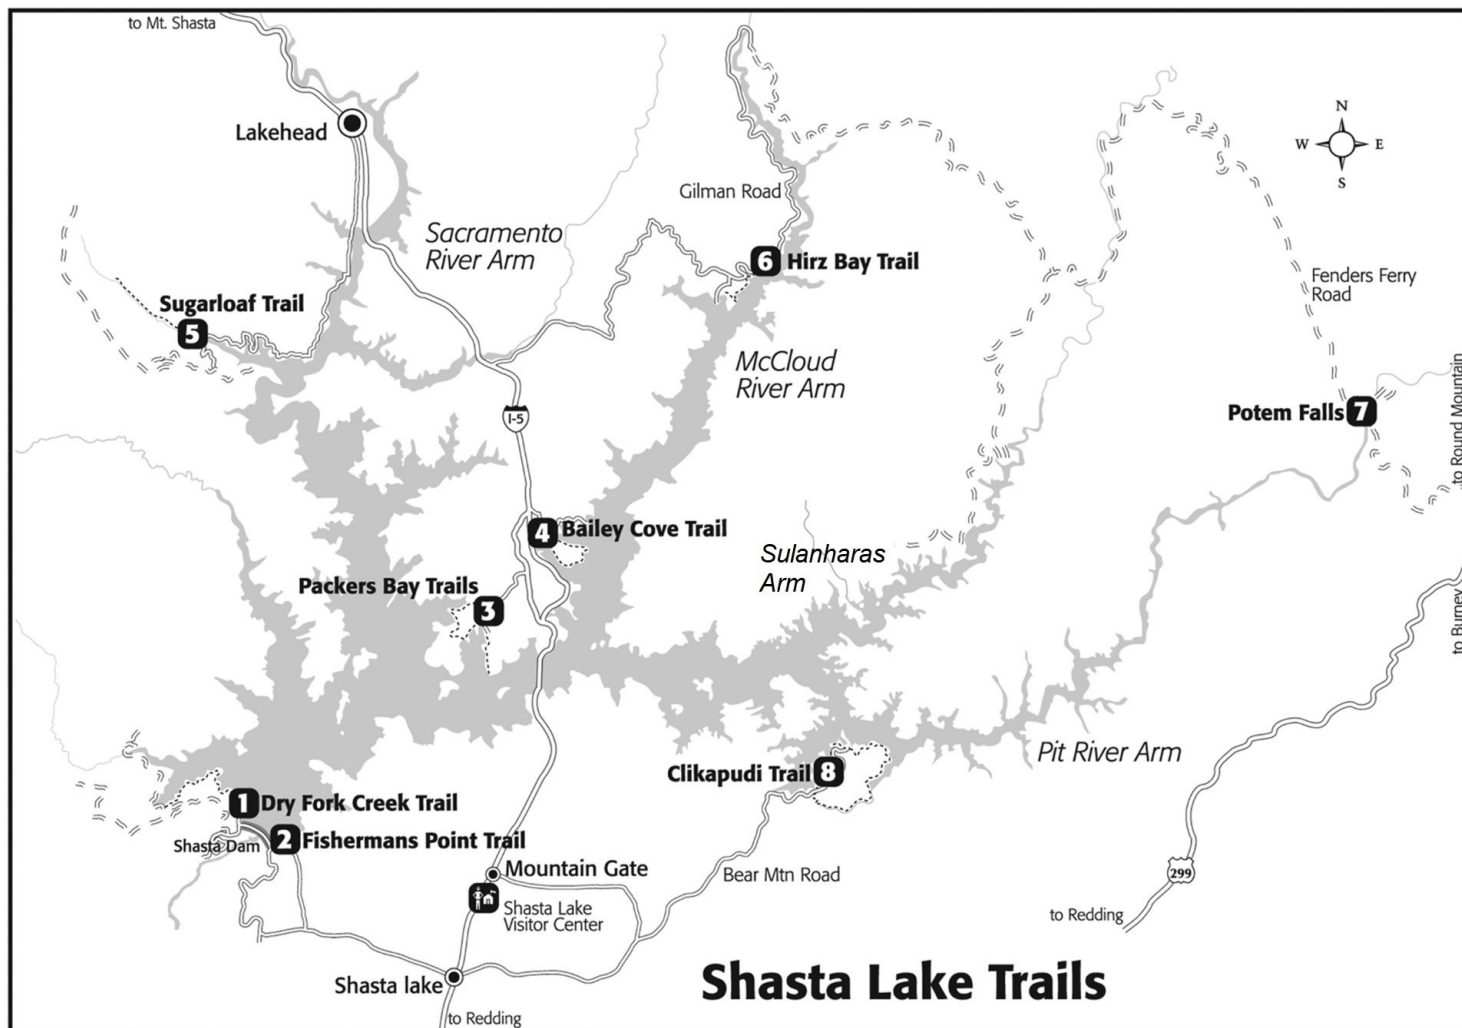 to Mt. Shasta
N
Lakehead
W E
S
Gilman Road
Sacramento
River Arm
6 Hirz Bay Trail
Fenders Ferry
Road
Sugarloaf Trail
5
McCloud
River Arm
to Round Mountain
Potem Falls 7
I-5
4 Bailey Cove Trail
Sulanharas
Arm
Packers Bay Trails
3
to Burney
Pit River Arm
Clikapudi Trail 8
1 Dry Fork Creek Trail
Shasta Dam
2 Fishermans Point Trail
Mountain Gate
Bear Mtn Road
299
Shasta Lake
Visitor Center
to Redding
Shasta lake
Shasta Lake Trails
to Redding